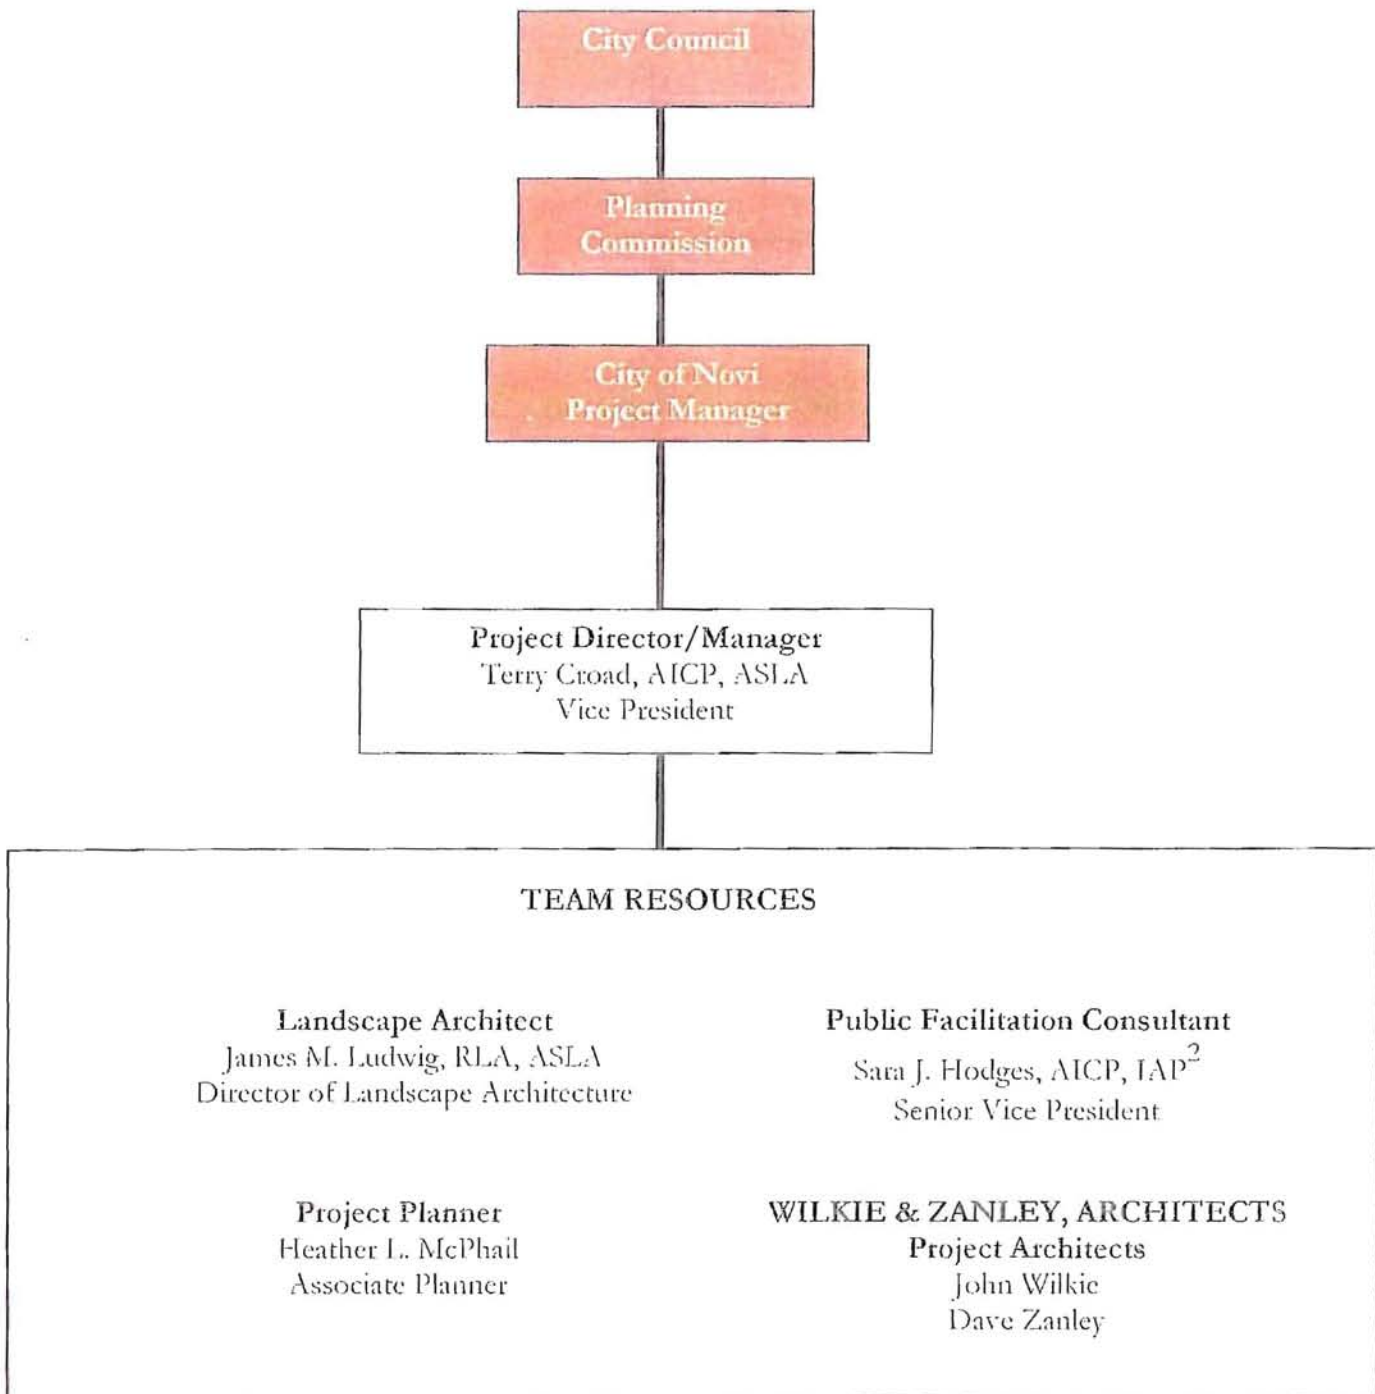 City Council
Planning
Commission
City of Novi
Project Manager
Project Director/Manager
Terry Croad, AICP, ASLA
Vice President
TEAM RESOURCES
Landscape Architect
James M. Ludwig, RLA, ASLA
Director of Landscape Architecture
Public Facilitation Consultant
Sara J. Hodges, AICP, IAP²
Senior Vice President
Project Planner
Heather L. McPhail
Associate Planner
WILKIE & ZANLEY, ARCHITECTS
Project Architects
John Wilkie
Dave Zanley